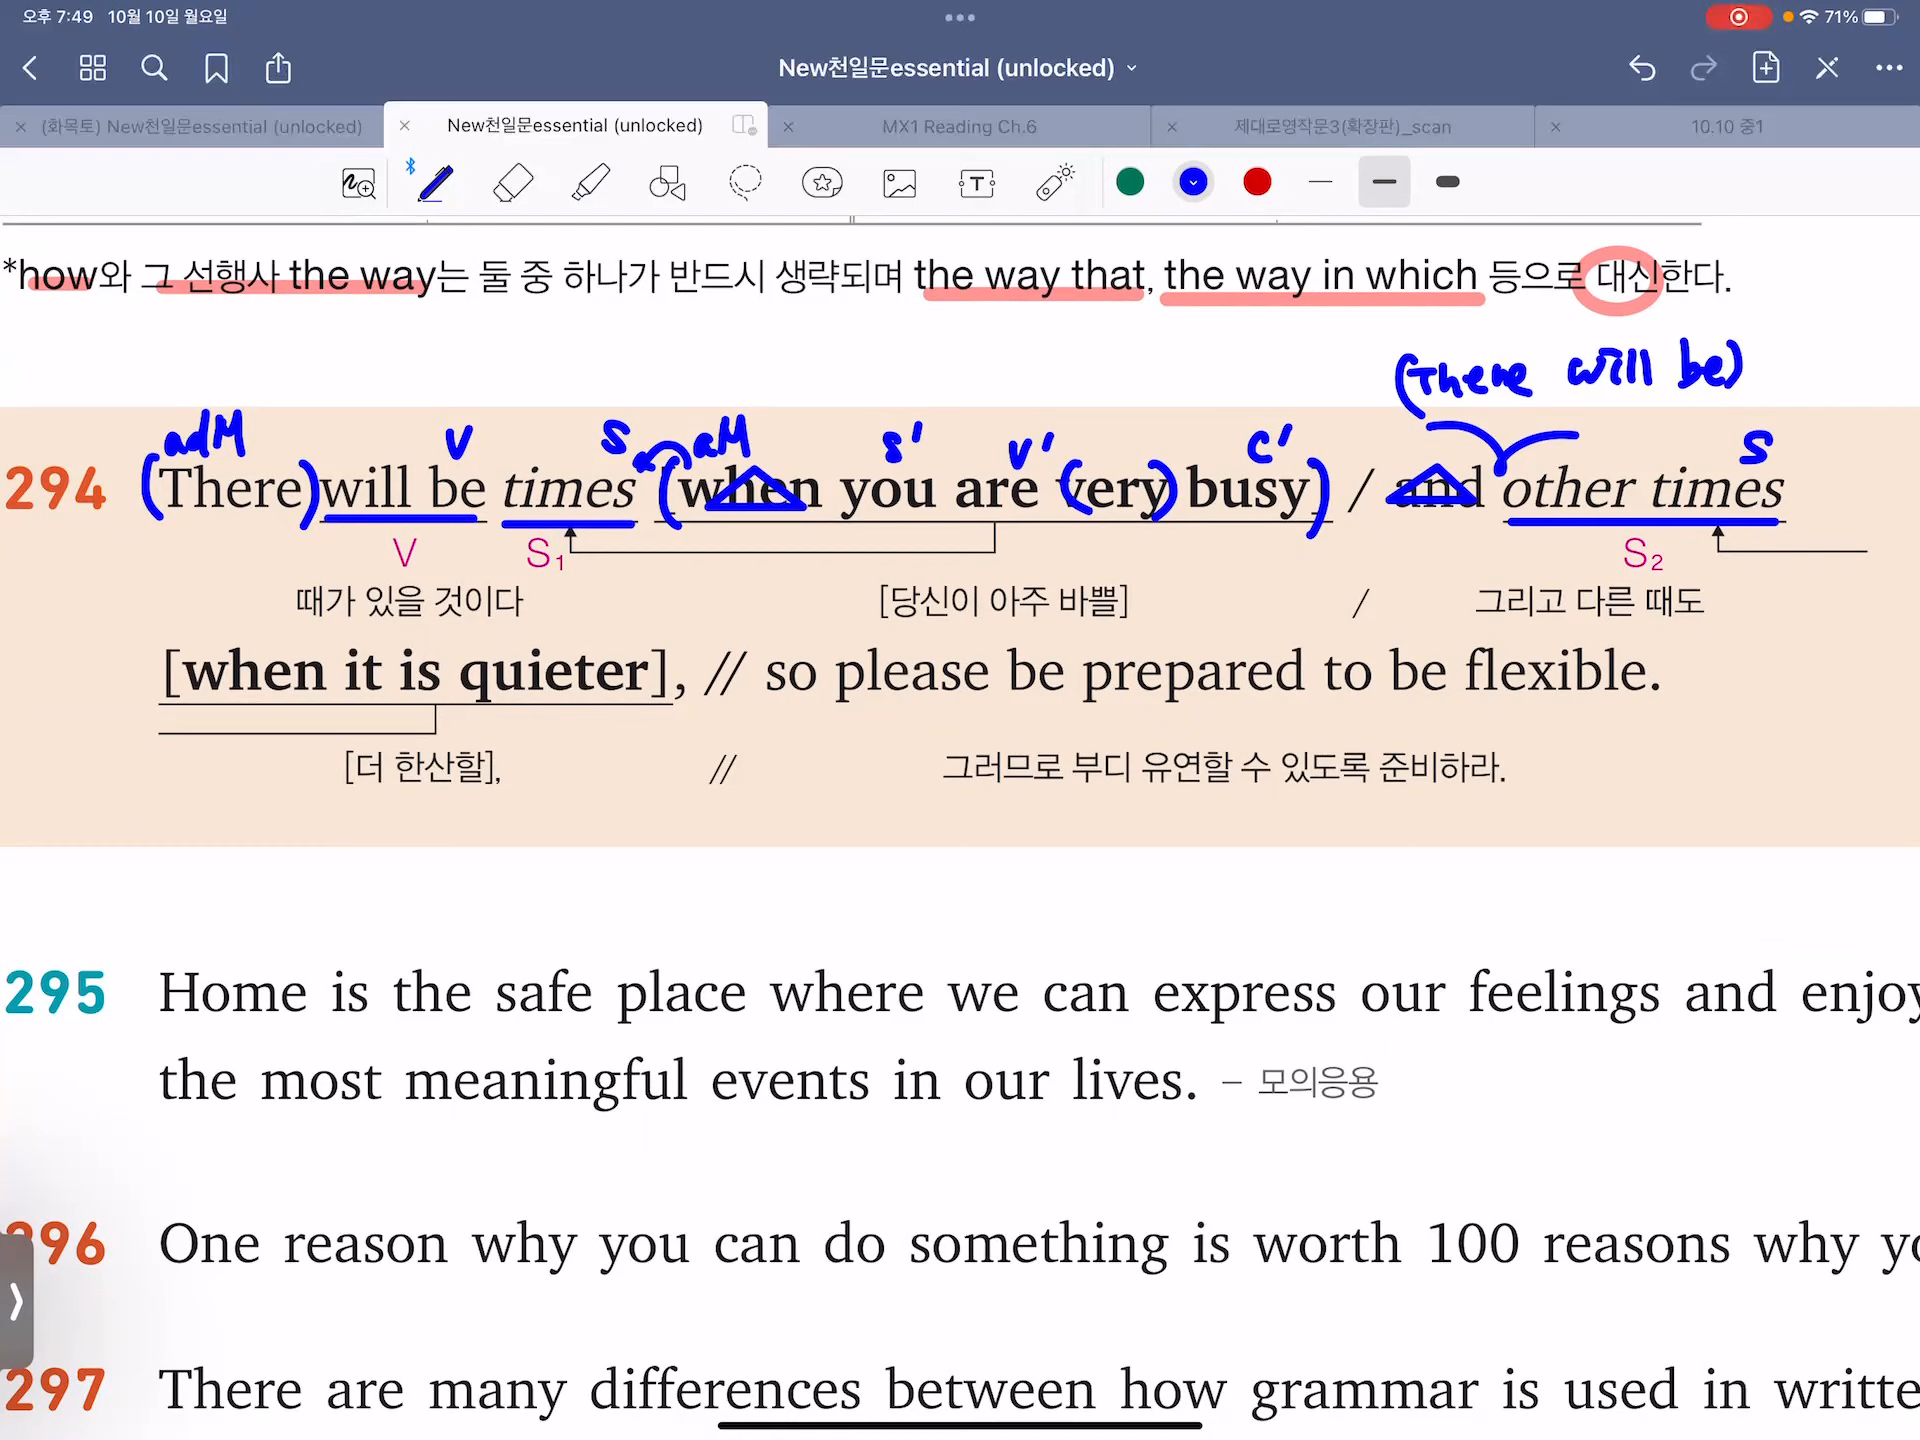 오후 7:49 10월 10일 월요일 71%
New천일문essential (unlocked)
(화목토) New천일문essential (unlocked) New천일문essential (unlocked) MX1 Reading Ch.6 제대로영작문3(확장판)_scan 10.10 중1
*how와 그 선행사 the way는 둘 중 하나가 반드시 생략되며 the way that, the way in which 등으로 대신한다.
(There will be)
adM V S aM S' V' C' S
294 (There) will be times (when you are (very) busy) / and other times
V S1 S2
때가 있을 것이다 [당신이 아주 바쁠] / 그리고 다른 때도
[when it is quieter], // so please be prepared to be flexible.
[더 한산할], // 그러므로 부디 유연할 수 있도록 준비하라.
295 Home is the safe place where we can express our feelings and enjoy
the most meaningful events in our lives. – 모의응용
296 One reason why you can do something is worth 100 reasons why yo
297 There are many differences between how grammar is used in writte